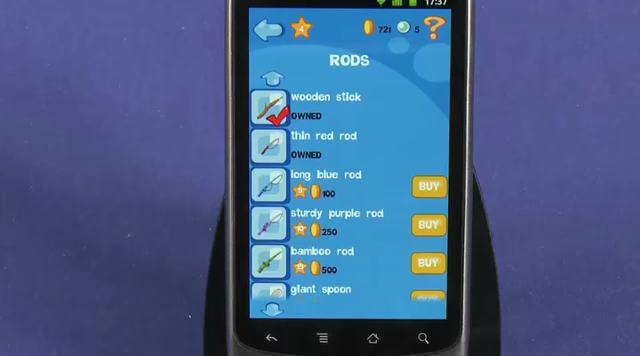 17:37
4 721 5 ?
RODS
wooden stick
OWNED
thin red rod
OWNED
long blue rod
100 BUY
sturdy purple rod
10 250 BUY
bamboo rod
500 BUY
giant spoon